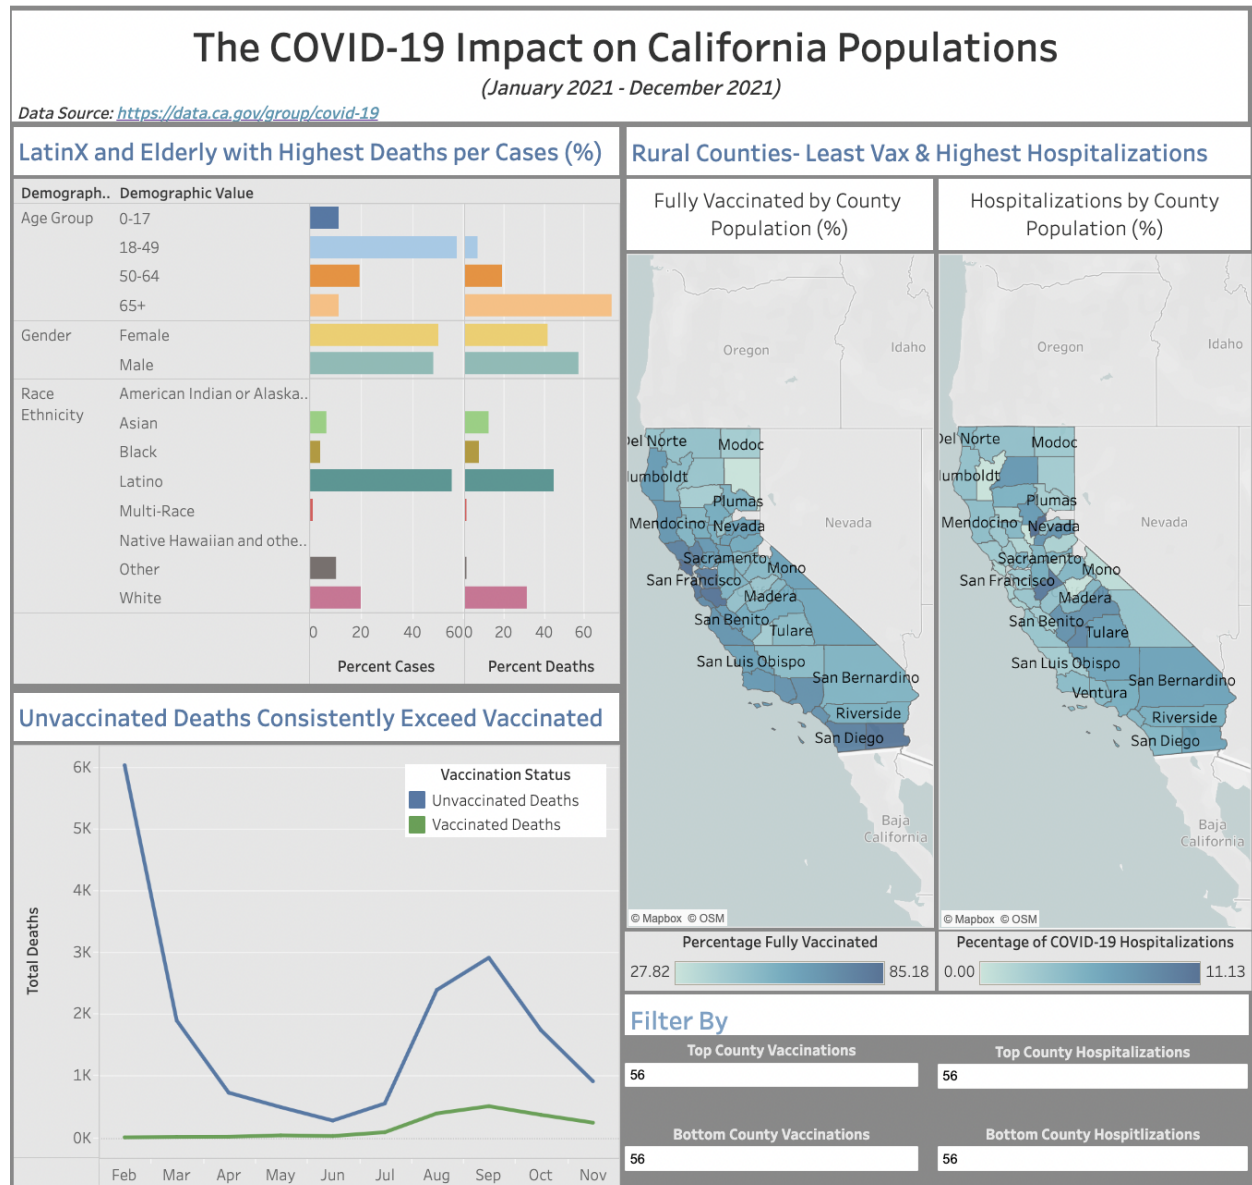 The COVID-19 Impact on California Populations
(January 2021 - December 2021)
Data Source: https://data.ca.gov/group/covid-19
LatinX and Elderly with Highest Deaths per Cases (%)
Demograph.. Demographic Value
Age Group 0-17
18-49
50-64
65+
Gender Female
Male
Race Ethnicity American Indian or Alaska..
Asian
Black
Latino
Multi-Race
Native Hawaiian and othe..
Other
White
0 20 40 60 0 20 40 60
Percent Cases Percent Deaths
Unvaccinated Deaths Consistently Exceed Vaccinated
Vaccination Status
Unvaccinated Deaths
Vaccinated Deaths
Total Deaths
6K
5K
4K
3K
2K
1K
0K
Feb Mar Apr May Jun Jul Aug Sep Oct Nov
Rural Counties- Least Vax & Highest Hospitalizations
Fully Vaccinated by County
Population (%)
Oregon
Idaho
Del Norte
Modoc
umboldt
Plumas
Mendocino
Nevada
Nevada
Sacramento
Mono
San Francisco
Madera
San Benito
Tulare
San Luis Obispo
San Bernardino
Riverside
San Diego
Baja
California
© Mapbox © OSM
Percentage Fully Vaccinated
27.82 85.18
Hospitalizations by County
Population (%)
Oregon
Idaho
Del Norte
Modoc
umboldt
Plumas
Mendocino
Nevada
Nevada
Sacramento
Mono
San Francisco
Madera
San Benito
Tulare
San Luis Obispo
San Bernardino
Ventura
Riverside
San Diego
Baja
California
© Mapbox © OSM
Pecentage of COVID-19 Hospitalizations
0.00 11.13
Filter By
Top County Vaccinations
56
Top County Hospitalizations
56
Bottom County Vaccinations
56
Bottom County Hospitlizations
56